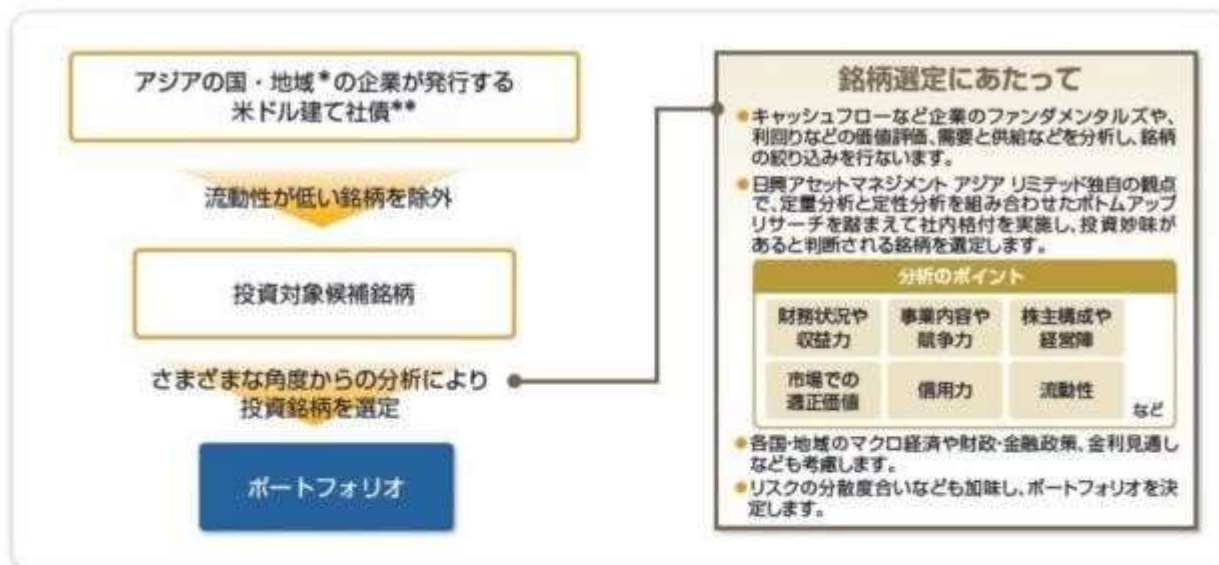 アジアの国・地域*の企業が発行する
米ドル建て社債**
流動性が低い銘柄を除外
投資対象候補銘柄
さまざまな角度からの分析により
投資銘柄を選定
ポートフォリオ
銘柄選定にあたって
●キャッシュフローなど企業のファンダメンタルズや、
利回りなどの価値評価、需要と供給などを分析し、銘柄
の絞り込みを行ないます。
●日興アセットマネジメント アジア リミテッド独自の観点
で、定量分析と定性分析を組み合わせたボトムアップ
リサーチを踏まえて社内格付を実施し、投資妙味が
あると判断される銘柄を選定します。
分析のポイント
財務状況や
収益力
事業内容や
競争力
株主構成や
経営陣
市場での
適正価値
信用力
流動性
など
●各国・地域のマクロ経済や財政・金融政策、金利見通し
なども考慮します。
●リスクの分散度合いなども加味し、ポートフォリオを決
定します。